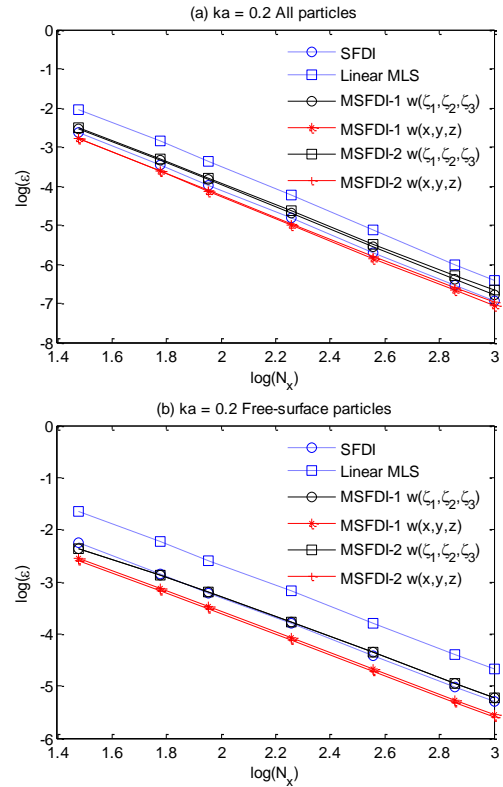 (a) ka = 0.2 All particles
0
-1
-2
-3
-4
-5
-6
-7
-8
log(ε)
SFDI
Linear MLS
MSFDI-1 w(ζ₁,ζ₂,ζ₃)
MSFDI-1 w(x,y,z)
MSFDI-2 w(ζ₁,ζ₂,ζ₃)
MSFDI-2 w(x,y,z)
1.4 1.6 1.8 2 2.2 2.4 2.6 2.8 3
log(Nₓ)
(b) ka = 0.2 Free-surface particles
0
-1
-2
-3
-4
-5
-6
log(ε)
SFDI
Linear MLS
MSFDI-1 w(ζ₁,ζ₂,ζ₃)
MSFDI-1 w(x,y,z)
MSFDI-2 w(ζ₁,ζ₂,ζ₃)
MSFDI-2 w(x,y,z)
1.4 1.6 1.8 2 2.2 2.4 2.6 2.8 3
log(Nₓ)